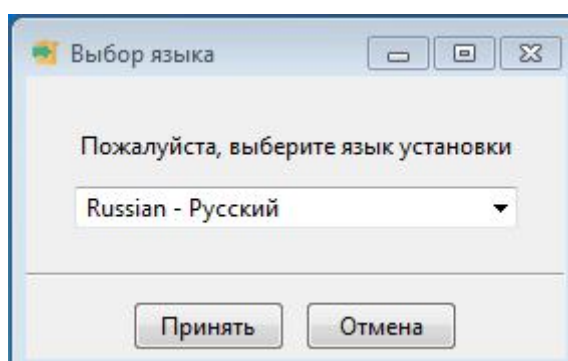 Выбор языка
Пожалуйста, выберите язык установки
Russian - Русский
Принять
Отмена